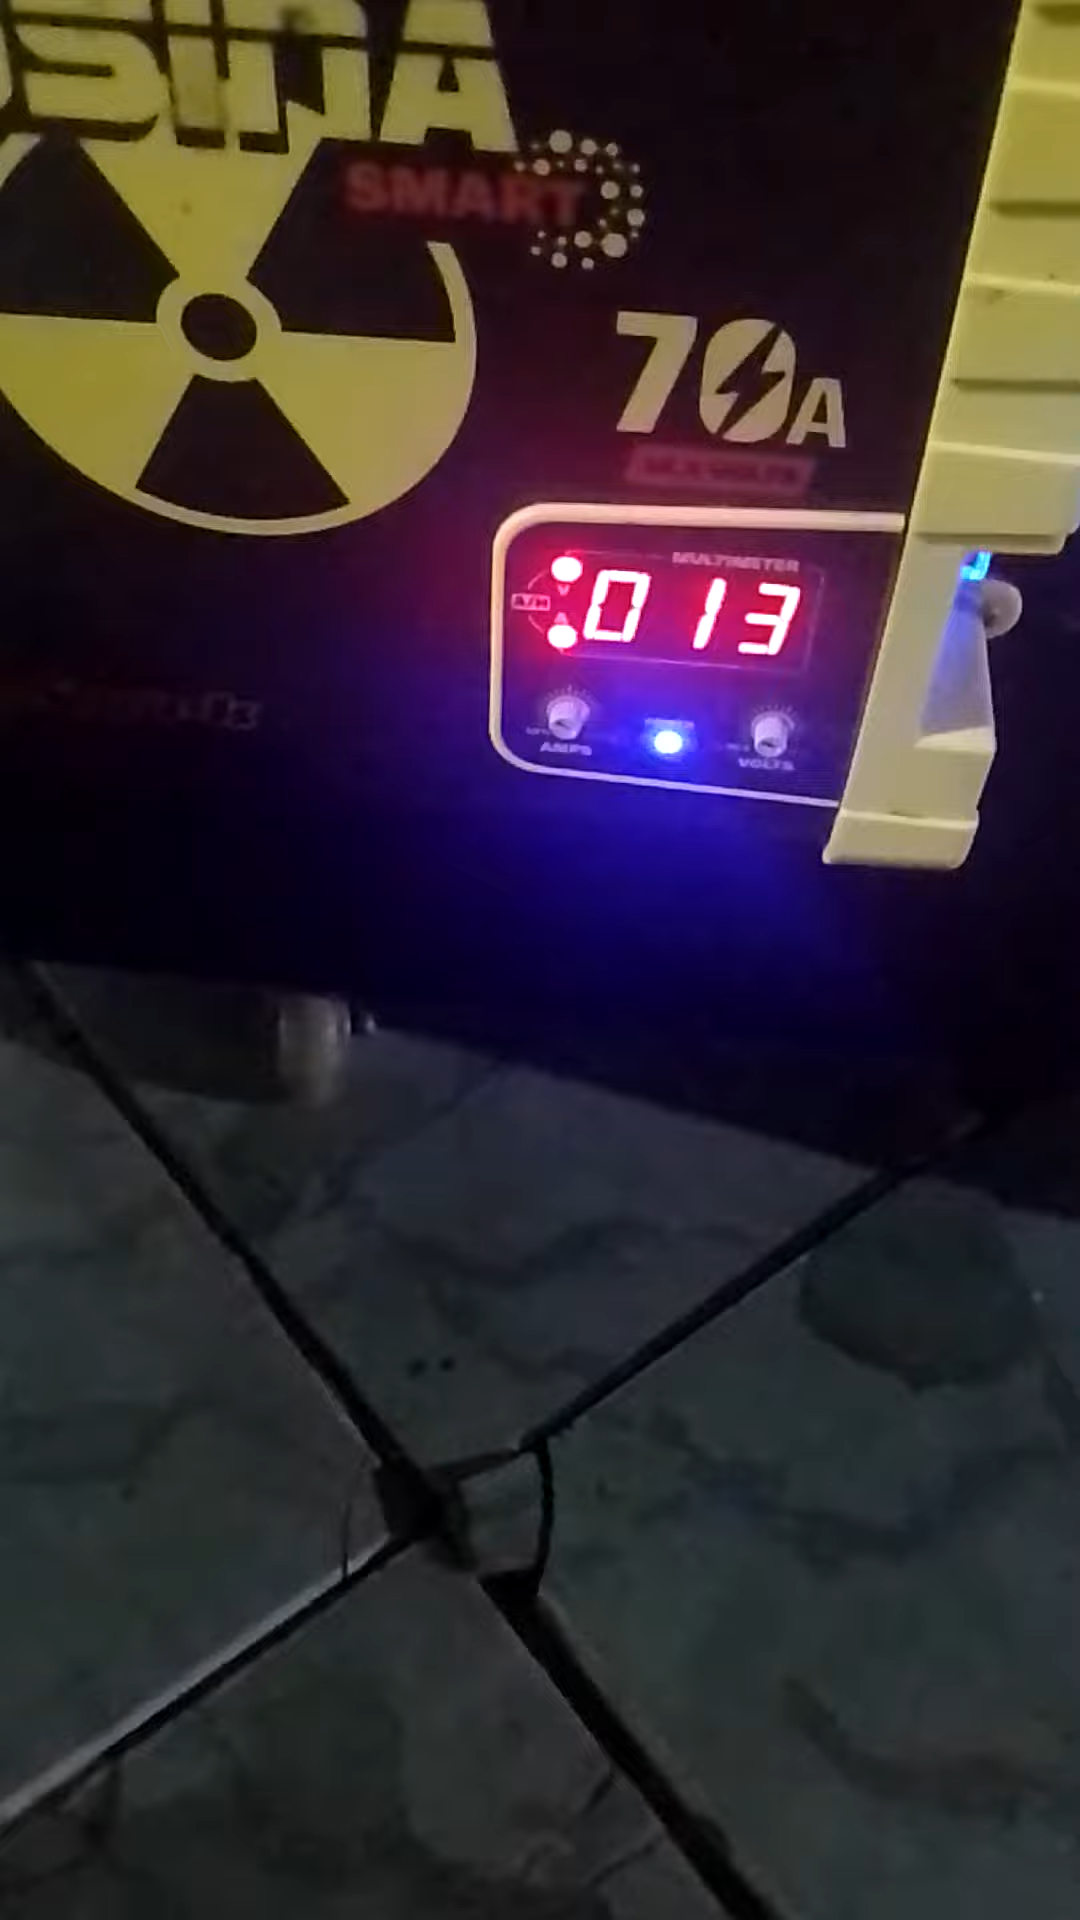 USINA
SMART
70A
MULTIMETER
V
A/H
A
013
AMPS
VOLTS